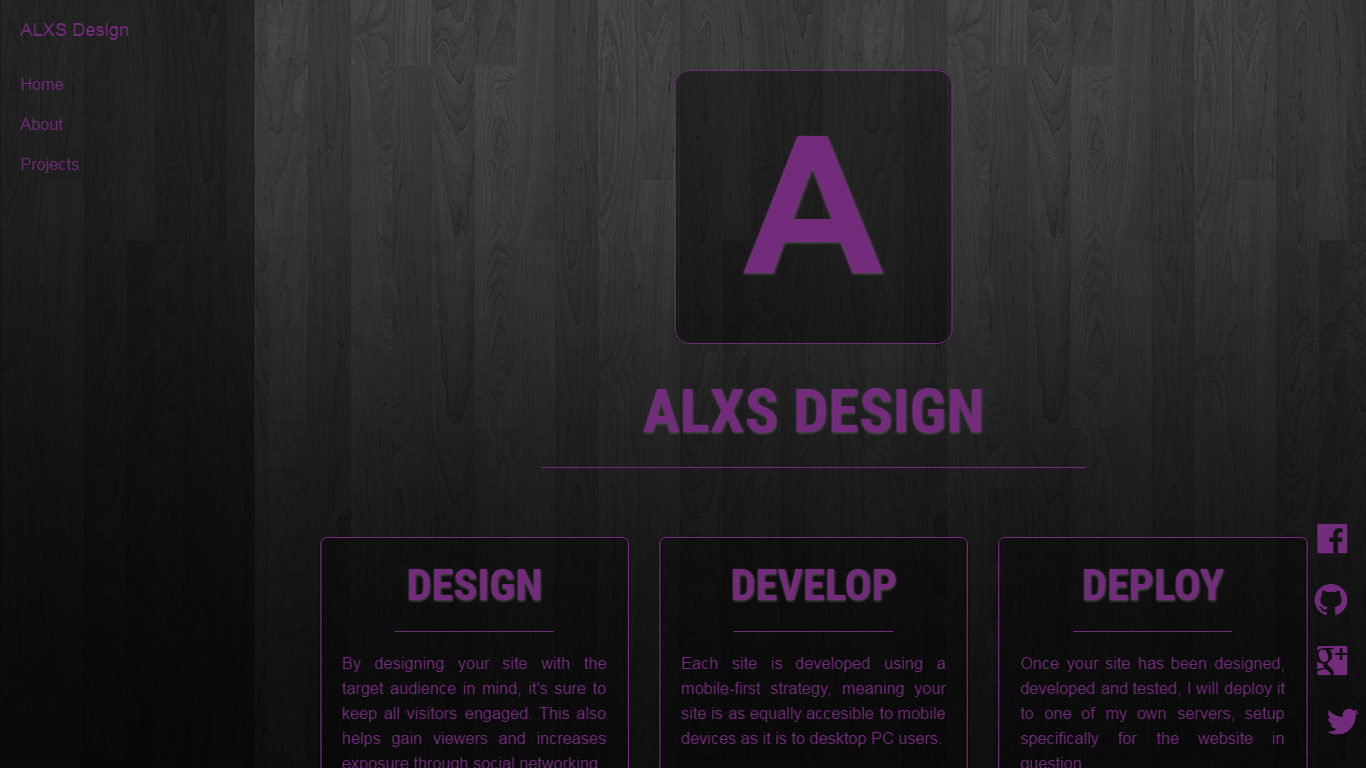 ALXS Design
Home
About
Projects
A
ALXS DESIGN
DESIGN
By designing your site with the
target audience in mind, it's sure to
keep all visitors engaged. This also
helps gain viewers and increases
exposure through social networking
DEVELOP
Each site is developed using a
mobile-first strategy, meaning your
site is as equally accesible to mobile
devices as it is to desktop PC users.
DEPLOY
Once your site has been designed,
developed and tested, I will deploy it
to one of my own servers, setup
specifically for the website in
question